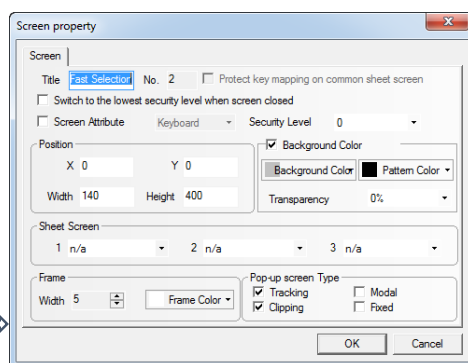 Screen property
x
Screen
Title Fast Selection No. 2 Protect key mapping on common sheet screen
Switch to the lowest security level when screen closed
Screen Attribute Keyboard Security Level 0
Position Background Color
X 0 Y 0 Background Color Pattern Color
Width 140 Height 400 Transparency 0%
Sheet Screen
1 n/a 2 n/a 3 n/a
Frame Pop-up screen Type
Width 5 Frame Color Tracking Modal
Clipping Fixed
OK Cancel